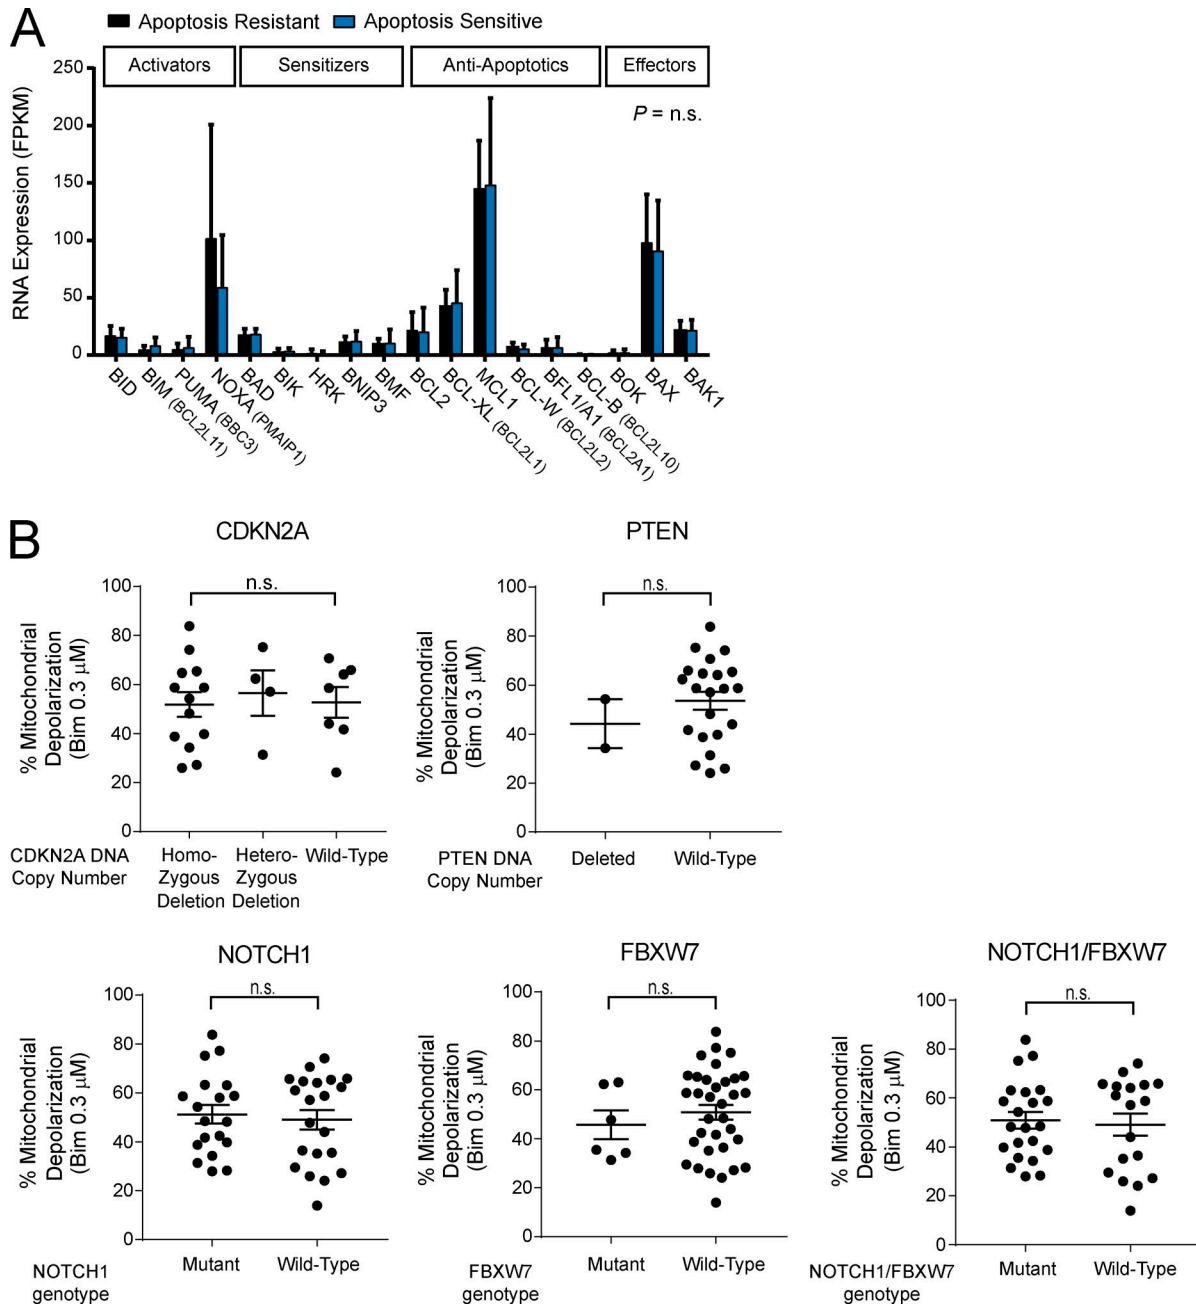 A
Apoptosis Resistant Apoptosis Sensitive
Activators Sensitizers Anti-Apoptotics Effectors
P = n.s.
RNA Expression (FPKM)
250
200
150
100
50
0
BID
BIM (BCL2L11)
PUMA (BBC3)
NOXA (PMAIP1)
BAD
BIK
HRK
BNIP3
BMF
BCL2
BCL-XL (BCL2L1)
MCL1
BCL-W (BCL2L2)
BFL1/A1 (BCL2A1)
BCL-B (BCL2L10)
BOK
BAX
BAK1
B
CDKN2A
n.s.
% Mitochondrial
Depolarization
(Bim 0.3 μM)
100
80
60
40
20
0
CDKN2A DNA
Copy Number
Homo-
Zygous
Deletion
Hetero-
Zygous
Deletion
Wild-Type
PTEN
n.s.
% Mitochondrial
Depolarization
(Bim 0.3 μM)
100
80
60
40
20
0
PTEN DNA
Copy Number
Deleted
Wild-Type
NOTCH1
n.s.
% Mitochondrial
Depolarization
(Bim 0.3 μM)
100
80
60
40
20
0
NOTCH1
genotype
Mutant
Wild-Type
FBXW7
n.s.
% Mitochondrial
Depolarization
(Bim 0.3 μM)
100
80
60
40
20
0
FBXW7
genotype
Mutant
Wild-Type
NOTCH1/FBXW7
n.s.
% Mitochondrial
Depolarization
(Bim 0.3 μM)
100
80
60
40
20
0
NOTCH1/FBXW7
genotype
Mutant
Wild-Type